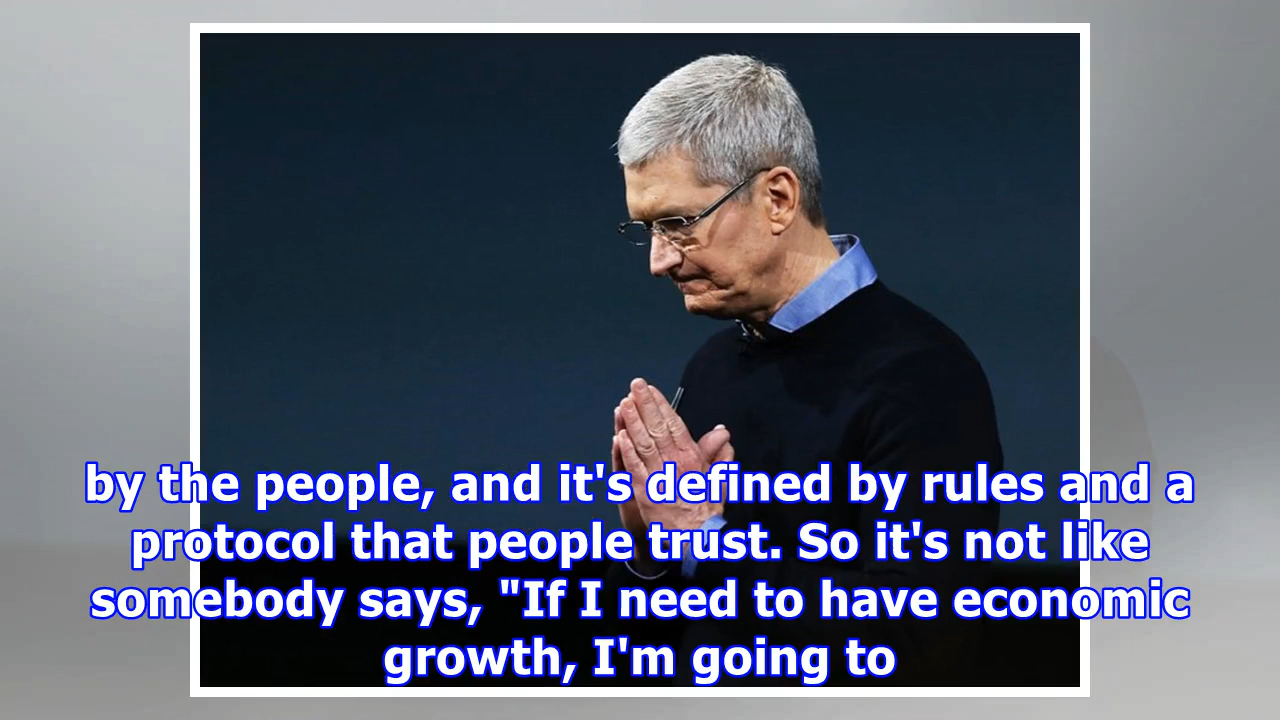 by the people, and it's defined by rules and a
protocol that people trust. So it's not like
somebody says, "If I need to have economic
growth, I'm going to